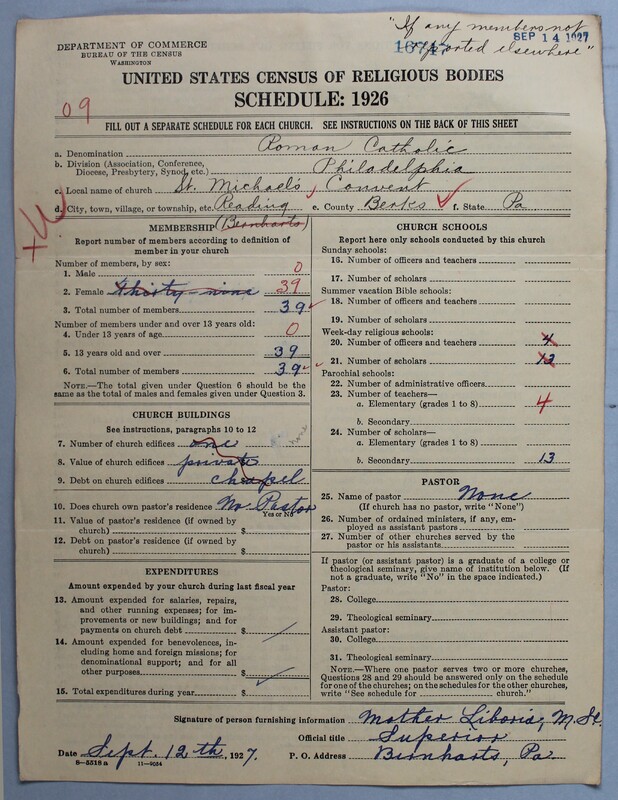 "If any members not
reported elsewhere"
SEP 14 1927
DEPARTMENT OF COMMERCE
BUREAU OF THE CENSUS
WASHINGTON
UNITED STATES CENSUS OF RELIGIOUS BODIES
SCHEDULE: 1926
09
FILL OUT A SEPARATE SCHEDULE FOR EACH CHURCH. SEE INSTRUCTIONS ON THE BACK OF THIS SHEET
a. Denomination Roman Catholic
b. Division (Association, Conference, Diocese, Presbytery, Synod, etc.) Philadelphia
c. Local name of church St. Michael's Convent
d. City, town, village, or township, etc. Reading e. County Berks f. State Pa
(Bernharts)
MEMBERSHIP
Report number of members according to definition of
member in your church
Number of members, by sex:
1. Male 0
2. Female Thirty-nine 39
3. Total number of members 39
Number of members under and over 13 years old:
4. Under 13 years of age 0
5. 13 years old and over 39
6. Total number of members 39
NOTE.—The total given under Question 6 should be the
same as the total of males and females given under Question 3.
CHURCH BUILDINGS
See instructions, paragraphs 10 to 12
7. Number of church edifices one
8. Value of church edifices private
9. Debt on church edifices chapel
10. Does church own pastor's residence? No Pastor
Yes or No
11. Value of pastor's residence (if owned by
church) $
12. Debt on pastor's residence (if owned by
church) $
EXPENDITURES
Amount expended by your church during last fiscal year
13. Amount expended for salaries, repairs,
and other running expenses; for im-
provements or new buildings; and for
payments on church debt $
14. Amount expended for benevolences, in-
cluding home and foreign missions; for
denominational support; and for all
other purposes $
15. Total expenditures during year $
CHURCH SCHOOLS
Report here only schools conducted by this church
Sunday schools:
16. Number of officers and teachers
17. Number of scholars
Summer vacation Bible schools:
18. Number of officers and teachers
19. Number of scholars
Week-day religious schools:
20. Number of officers and teachers 4
21. Number of scholars 13
Parochial schools:
22. Number of administrative officers
23. Number of teachers—
a. Elementary (grades 1 to 8) 4
b. Secondary
24. Number of scholars—
a. Elementary (grades 1 to 8)
b. Secondary 13
PASTOR
25. Name of pastor None
(If church has no pastor, write "None")
26. Number of ordained ministers, if any, em-
ployed as assistant pastors
27. Number of other churches served by the
pastor or his assistants
If pastor (or assistant pastor) is a graduate of a college or
theological seminary, give name of institution below. (If
not a graduate, write "No" in the space indicated.)
Pastor:
28. College
29. Theological seminary
Assistant pastor:
30. College
31. Theological seminary
NOTE.—Where one pastor serves two or more churches,
Questions 28 and 29 should be answered only on the schedule
for one of the churches; on the schedules for the other churches,
write "See schedule for church."
Signature of person furnishing information Mother Liboria, M. Sc.
Official title Superior
Date Sept. 12th, 1927. P. O. Address Bernharts, Pa.
8—5518a 11—9054